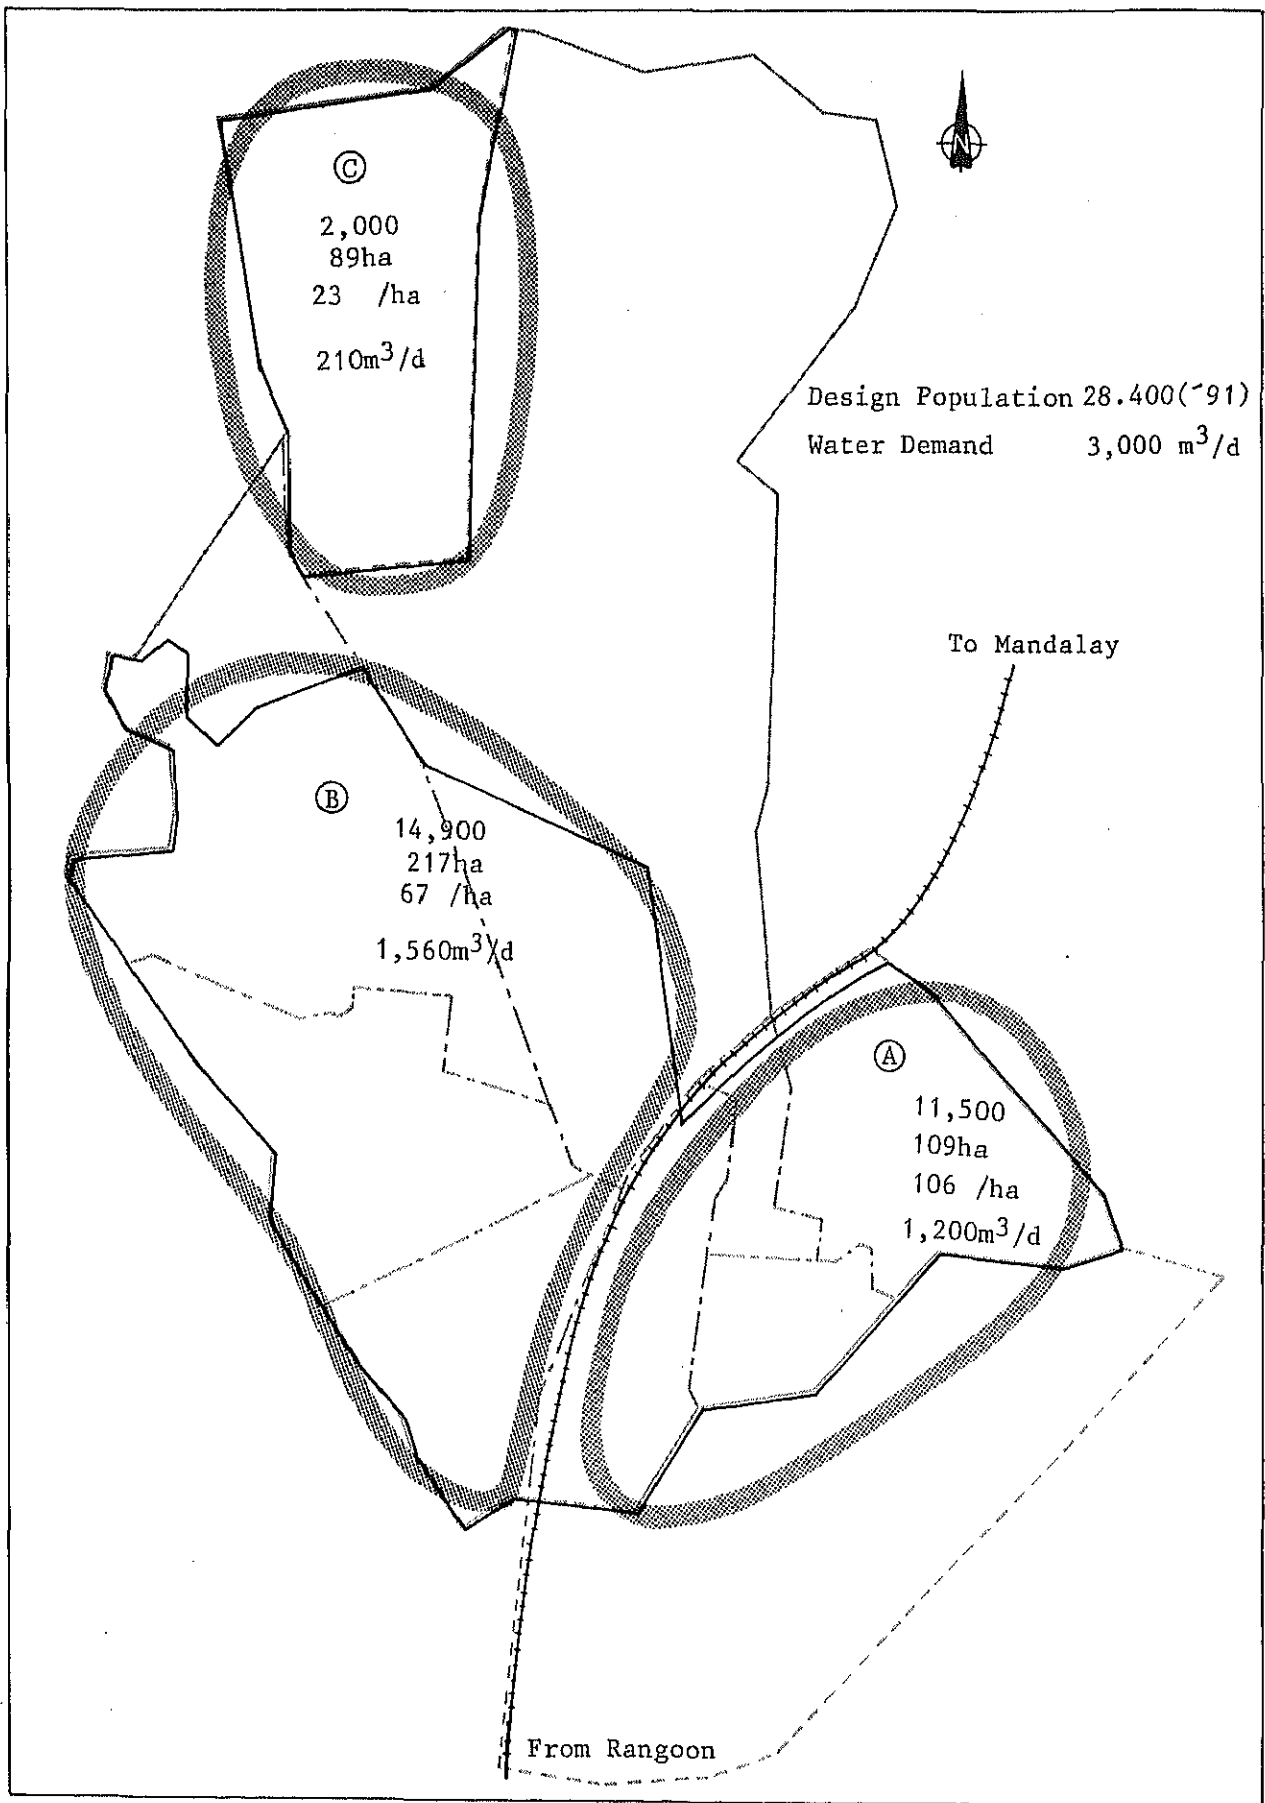 N
Ⓒ
2,000
89ha
23 /ha
210m³/d
Design Population 28.400(~91)
Water Demand 3,000 m³/d
To Mandalay
Ⓑ
14,900
217ha
67 /ha
1,560m³/d
Ⓐ
11,500
109ha
106 /ha
1,200m³/d
From Rangoon